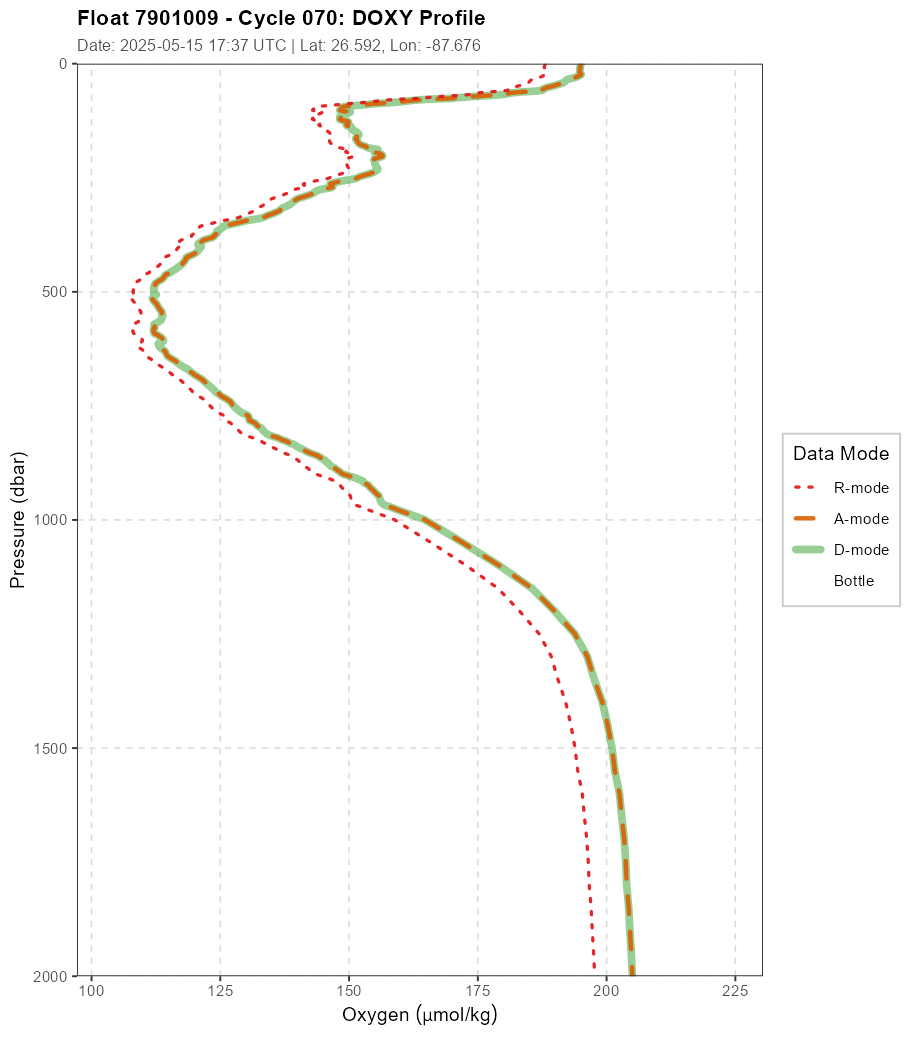 Float 7901009 - Cycle 070: DOXY Profile
Date: 2025-05-15 17:37 UTC | Lat: 26.592, Lon: -87.676
0
500
1000
1500
2000
Pressure (dbar)
100 125 150 175 200 225
Oxygen (μmol/kg)
Data Mode
R-mode
A-mode
D-mode
Bottle